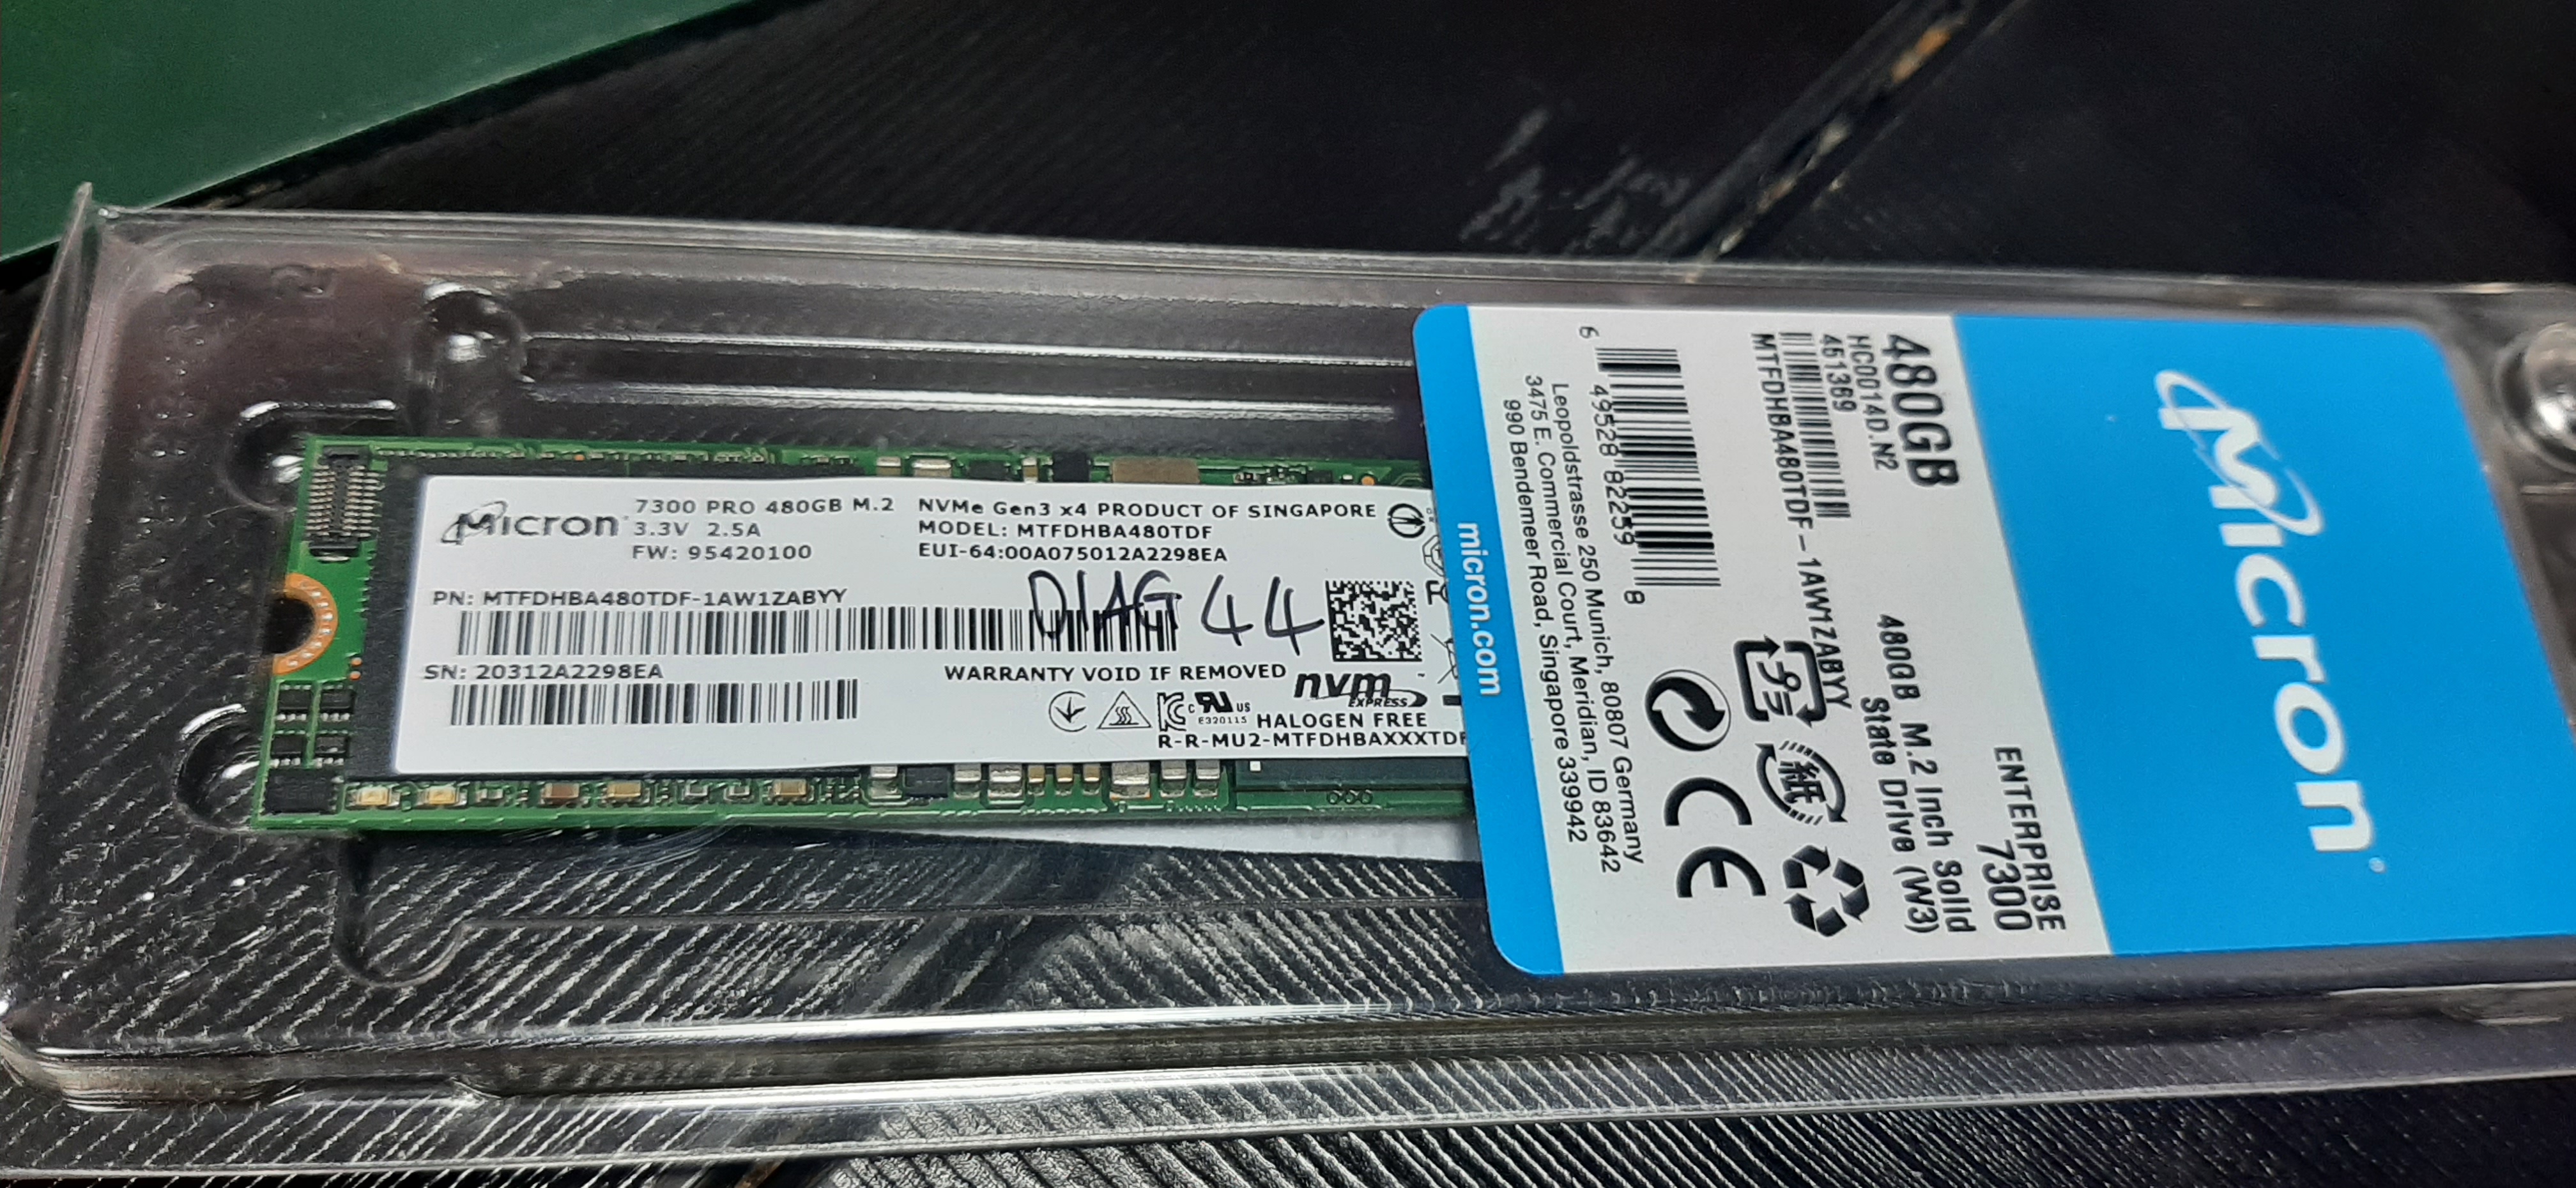 Micron
7300 PRO 480GB M.2
3.3V 2.5A
FW: 95420100
NVMe Gen3 x4 PRODUCT OF SINGAPORE
MODEL: MTFDHBA480TDF
EUI-64:00A075012A2298EA
PN: MTFDHBA480TDF-1AW1ZABYY
DIAG 44
SN: 20312A2298EA
WARRANTY VOID IF REMOVED
nvm
EXPRESS
c UL US
E320115
HALOGEN FREE
R-R-MU2-MTFDHBAXXXTDF
Micron
ENTERPRISE
7300
480GB
480GB M.2 Inch Solid
State Drive (W3)
HC0014D.N2
451369
MTFDHBA480TDF-1AW1ZABYY
紙
CE
6 49528 82259 8
Leopoldstrasse 250 Munich, 80807 Germany
3475 E. Commercial Court, Meridian, ID 83642
990 Bendemeer Road, Singapore 339942
micron.com